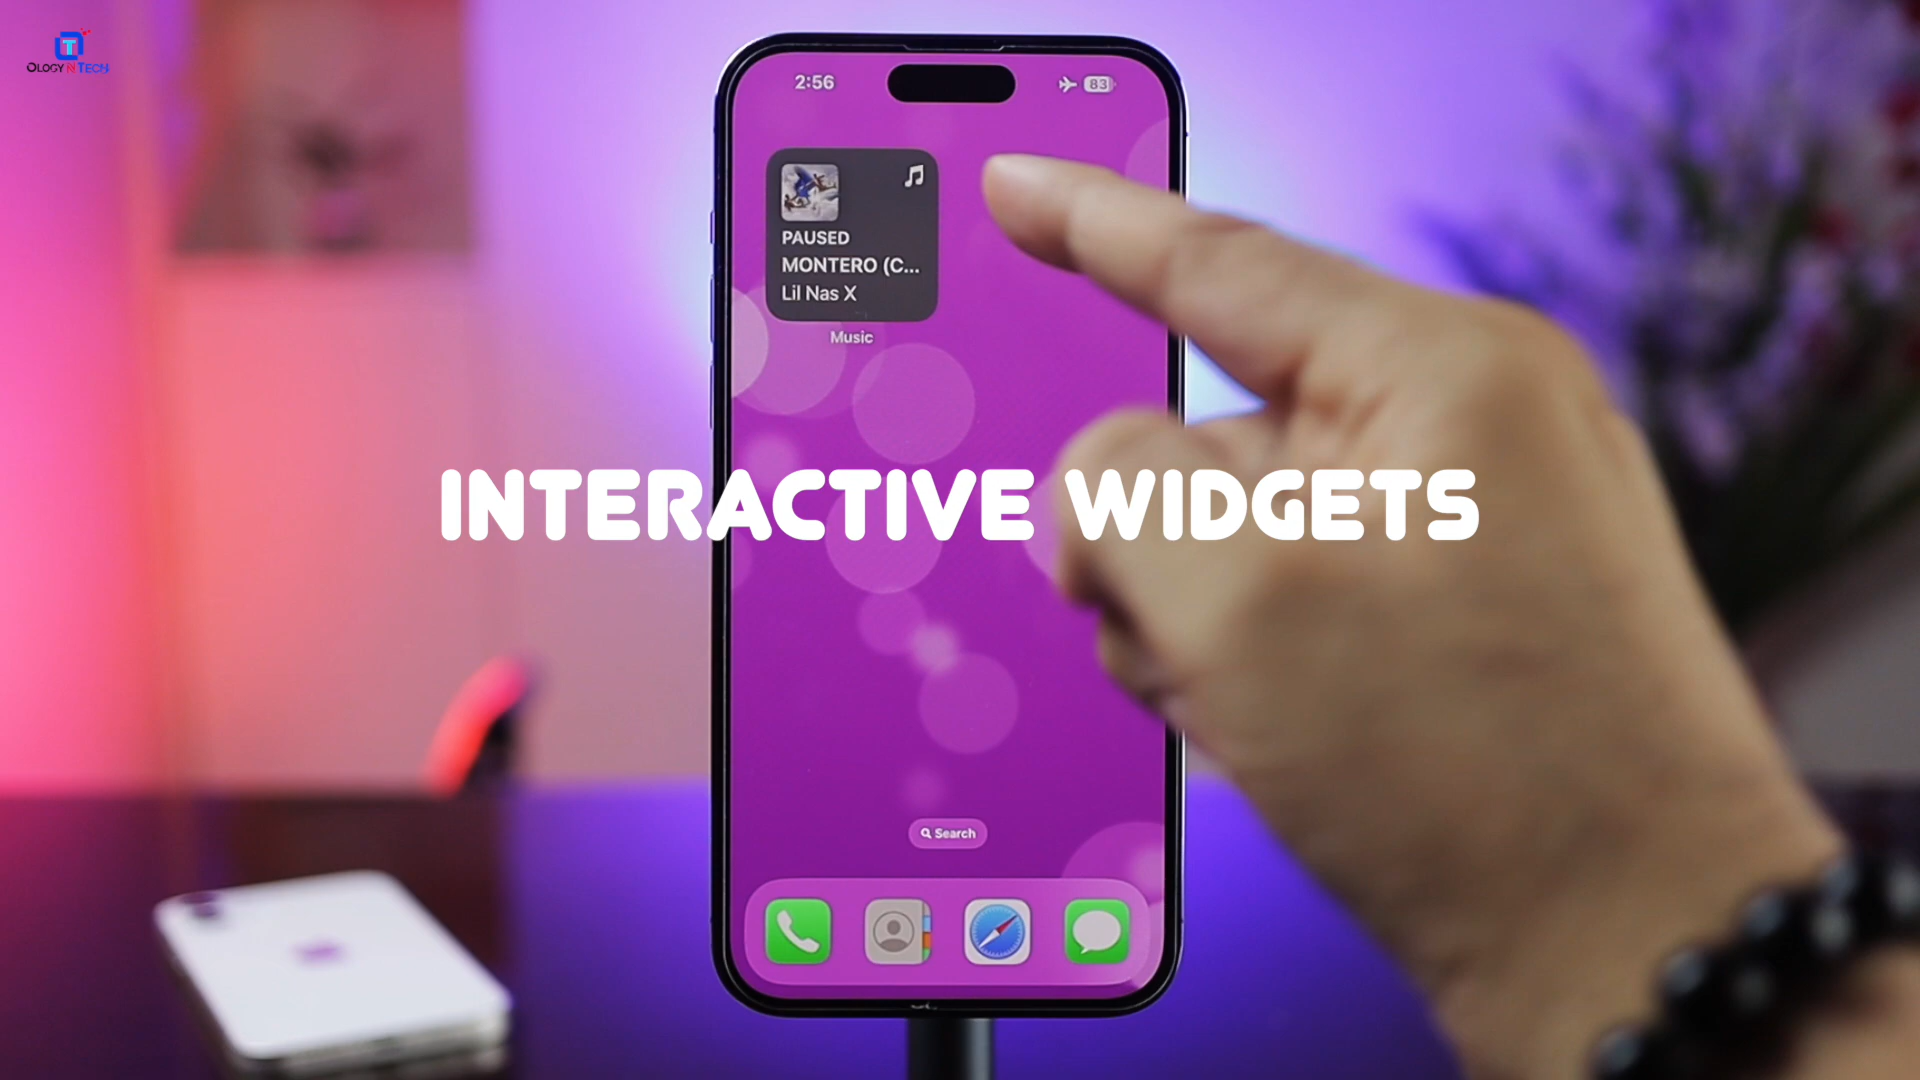 T
OLOGY N TECH
2:56
83
PAUSED
MONTERO (C...
Lil Nas X
Music
INTERACTIVE WIDGETS
Search